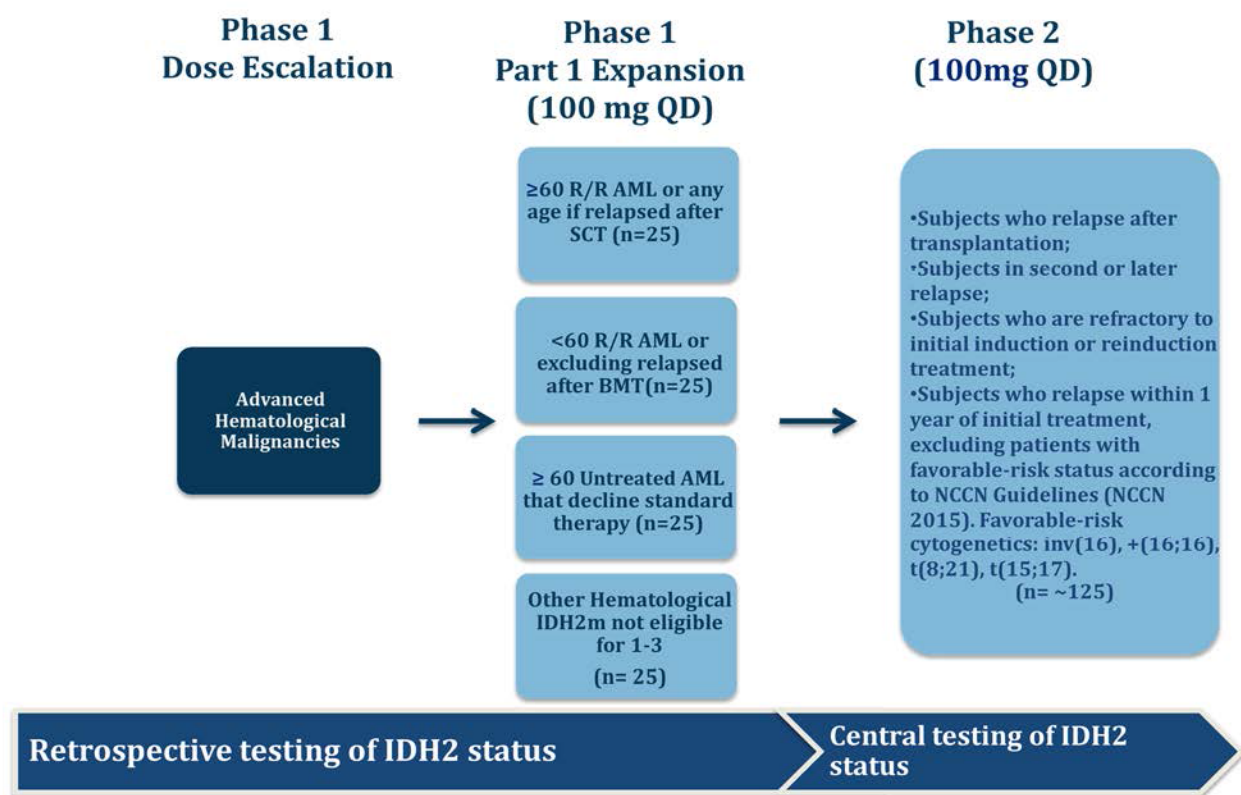 Phase 1
Dose Escalation
Phase 1
Part 1 Expansion
(100 mg QD)
Phase 2
(100mg QD)
Advanced
Hematological
Malignancies
≥60 R/R AML or any
age if relapsed after
SCT (n=25)
<60 R/R AML or
excluding relapsed
after BMT(n=25)
≥ 60 Untreated AML
that decline standard
therapy (n=25)
Other Hematological
IDH2m not eligible
for 1-3
(n= 25)
•Subjects who relapse after
transplantation;
•Subjects in second or later
relapse;
•Subjects who are refractory to
initial induction or reinduction
treatment;
•Subjects who relapse within 1
year of initial treatment,
excluding patients with
favorable-risk status according
to NCCN Guidelines (NCCN
2015). Favorable-risk
cytogenetics: inv(16), +(16;16),
t(8;21), t(15;17).
(n= ~125)
Retrospective testing of IDH2 status
Central testing of IDH2
status